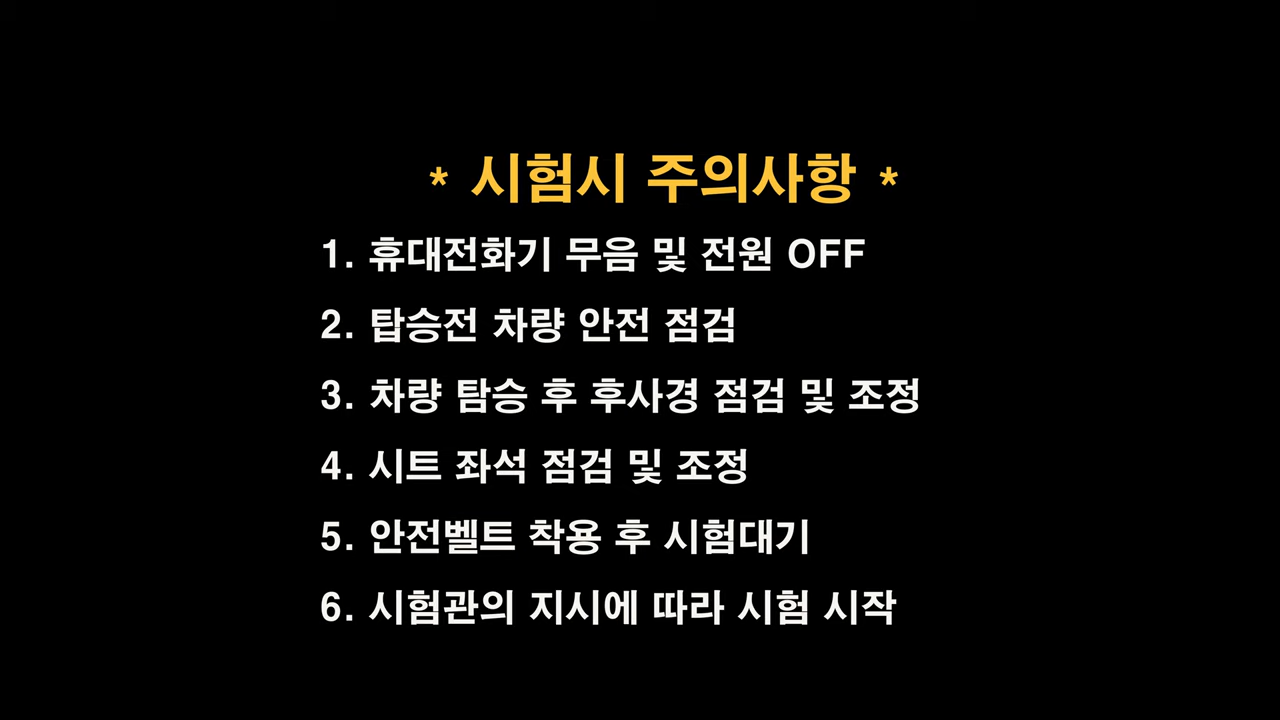 * 시험시 주의사항 *
1. 휴대전화기 무음 및 전원 OFF
2. 탑승전 차량 안전 점검
3. 차량 탐승 후 후사경 점검 및 조정
4. 시트 좌석 점검 및 조정
5. 안전벨트 착용 후 시험대기
6. 시험관의 지시에 따라 시험 시작